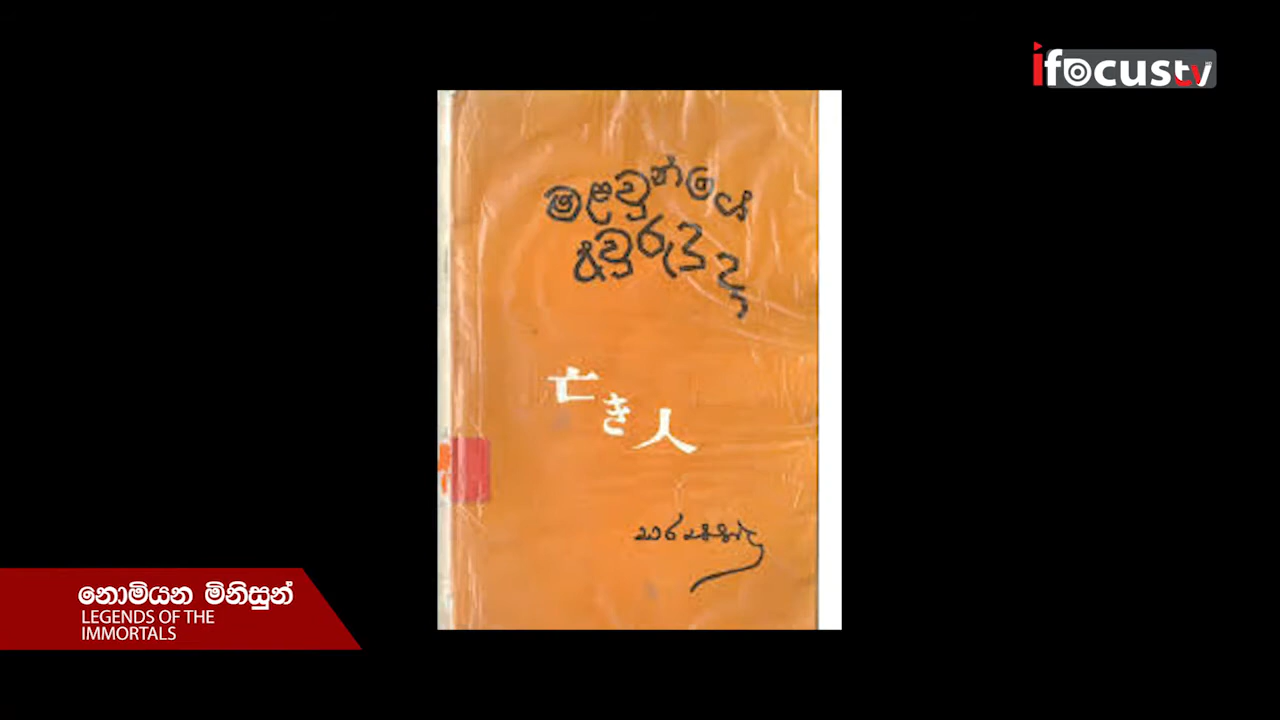 ifocustv
මළවුන්ගේ
අවුරුදු දා
亡き人
සරච්චන්ද්‍ර
නොමියන මිනිසුන්
LEGENDS OF THE
IMMORTALS